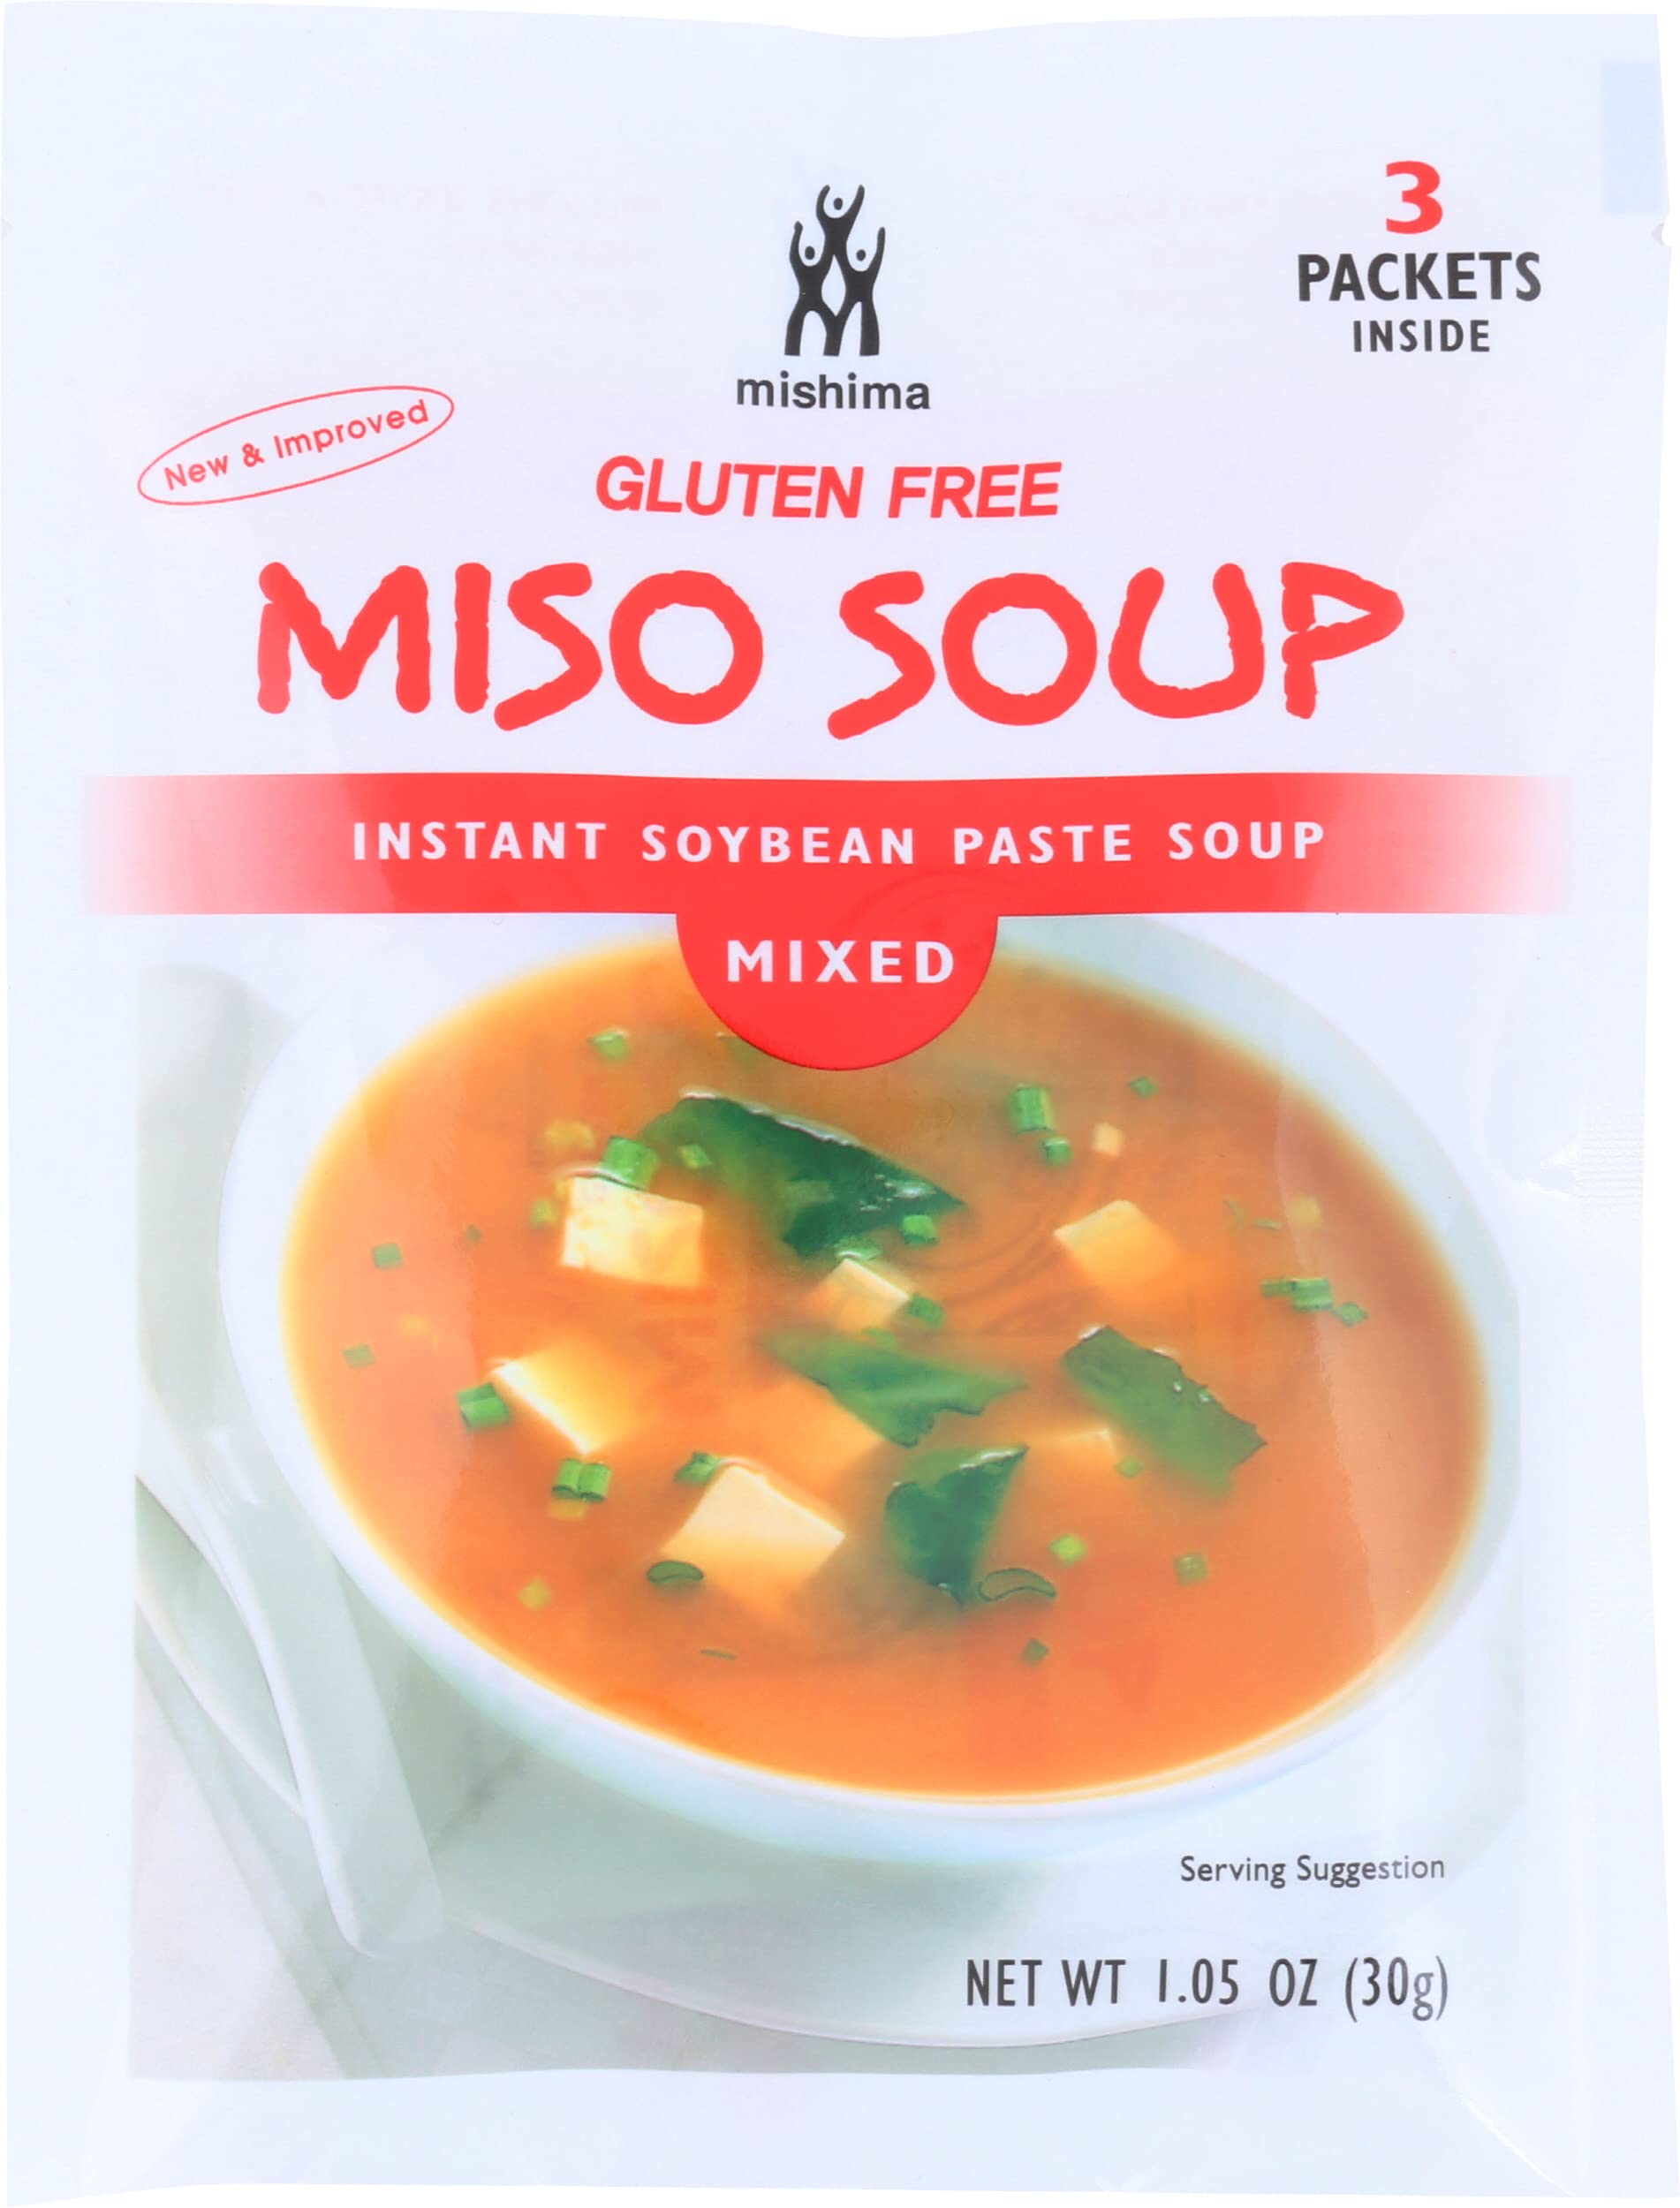 3
PACKETS
INSIDE
mishima
New & Improved
GLUTEN FREE
MISO SOUP
INSTANT SOYBEAN PASTE SOUP
MIXED
Serving Suggestion
NET WT 1.05 OZ (30g)